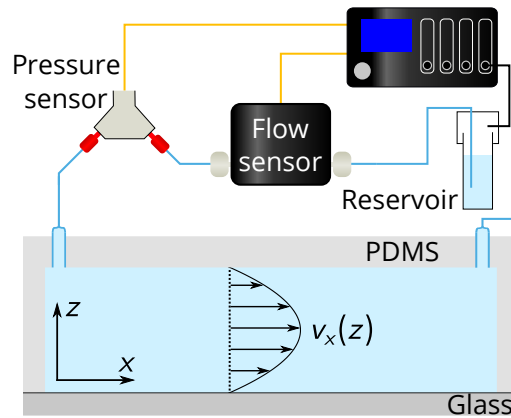 Pressure
sensor
Flow
sensor
Reservoir
PDMS
z
vₓ(z)
x
Glass